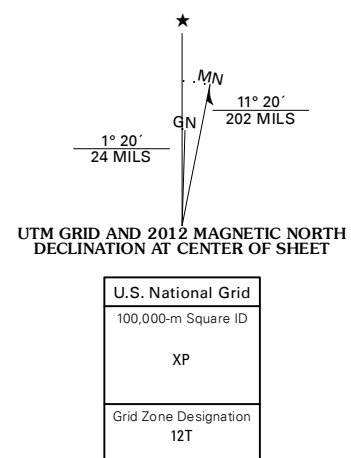 MN
GN
11° 20´
202 MILS
1° 20´
24 MILS
UTM GRID AND 2012 MAGNETIC NORTH
DECLINATION AT CENTER OF SHEET
U.S. National Grid
100,000-m Square ID
XP
Grid Zone Designation
12T